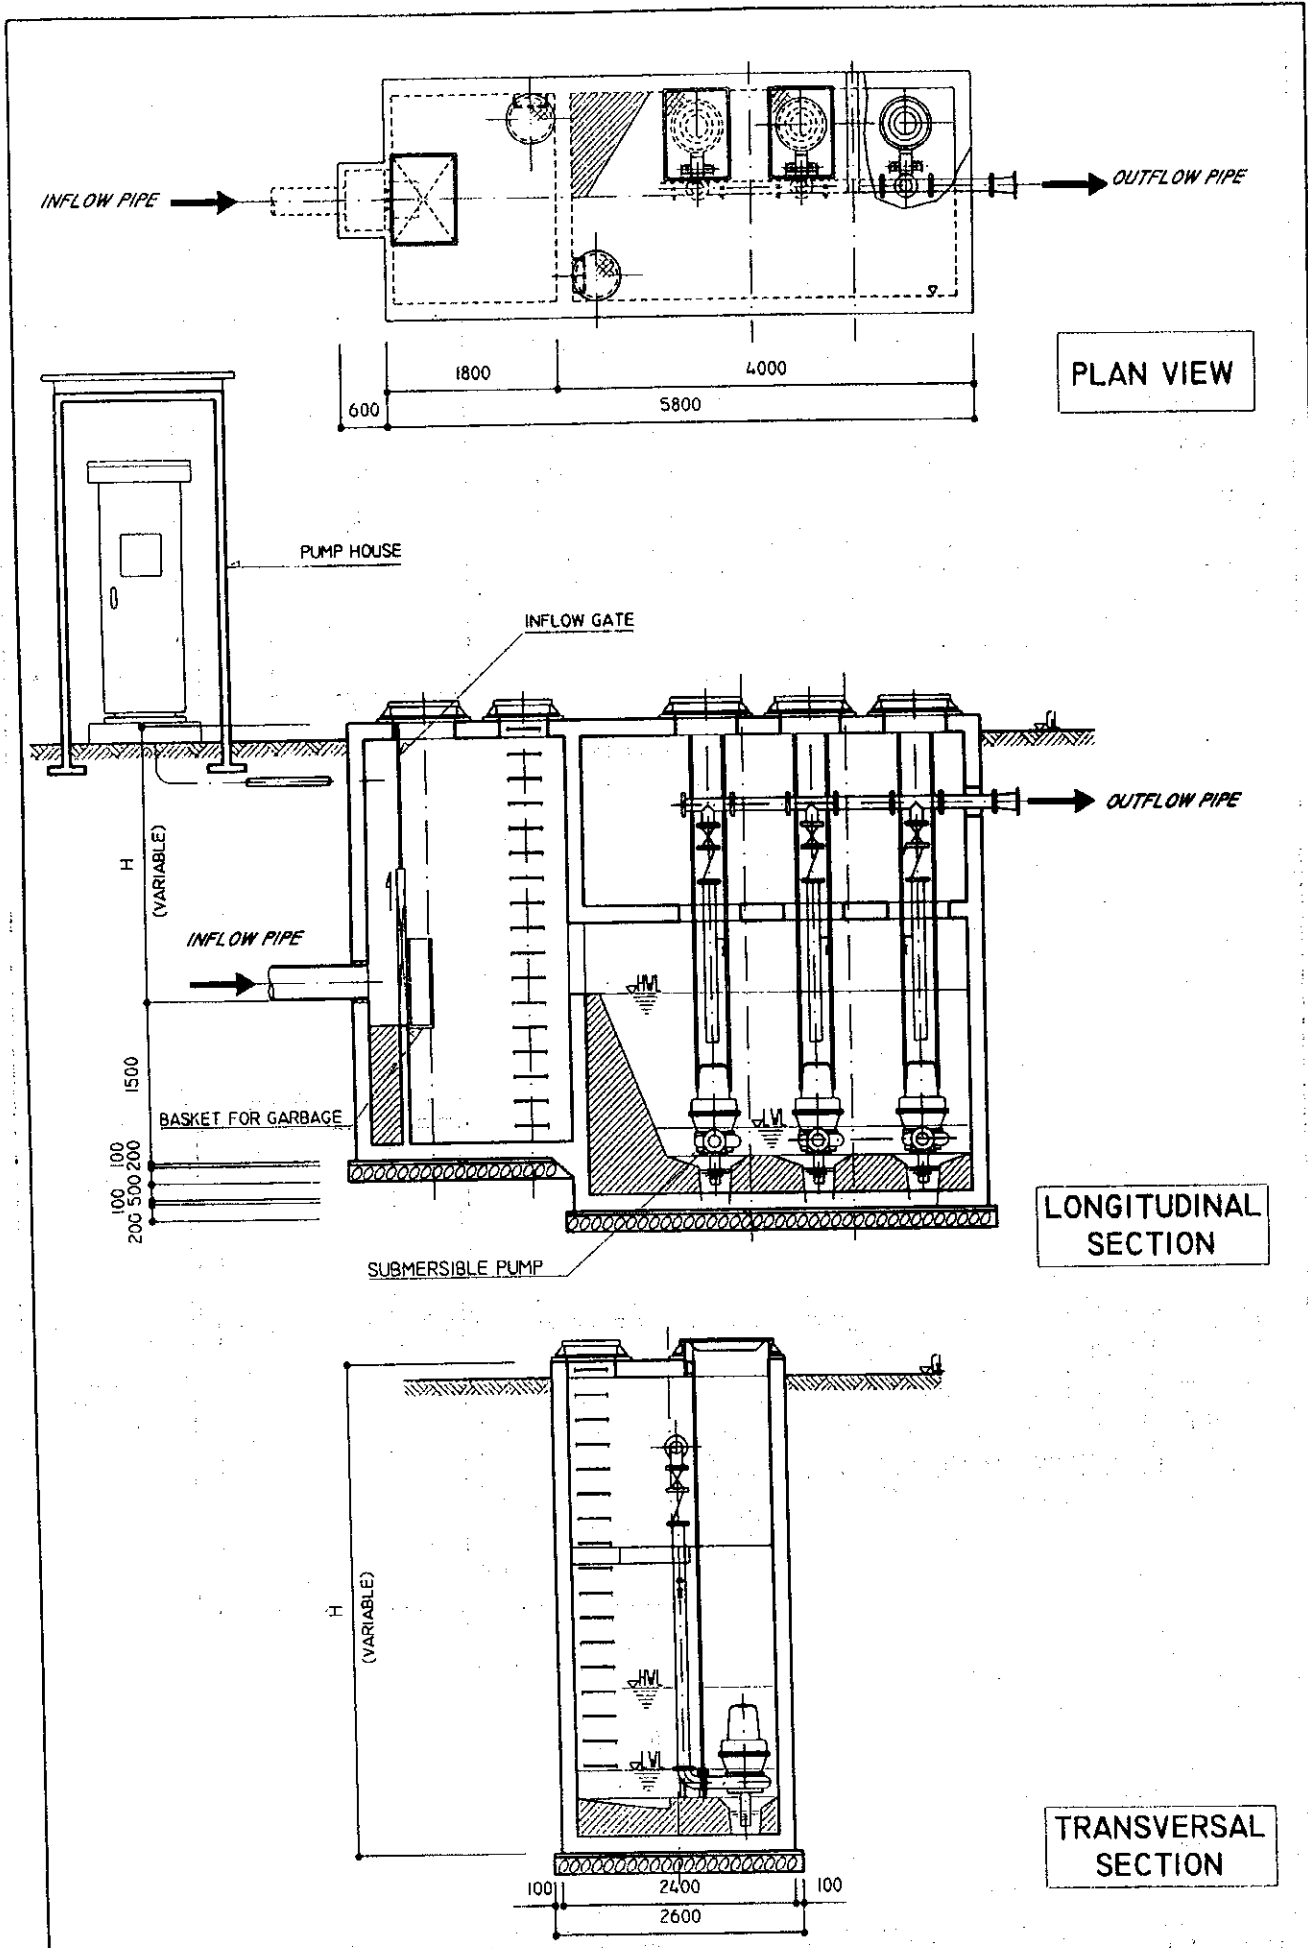 INFLOW PIPE
OUTFLOW PIPE
1800
4000
600
5800
PLAN VIEW
PUMP HOUSE
INFLOW GATE
OUTFLOW PIPE
H
(VARIABLE)
INFLOW PIPE
HWL
1500
BASKET FOR GARBAGE
LWL
100 200
100 500
200
SUBMERSIBLE PUMP
LONGITUDINAL
SECTION
H
(VARIABLE)
HWL
LWL
TRANSVERSAL
SECTION
100
2400
100
2600